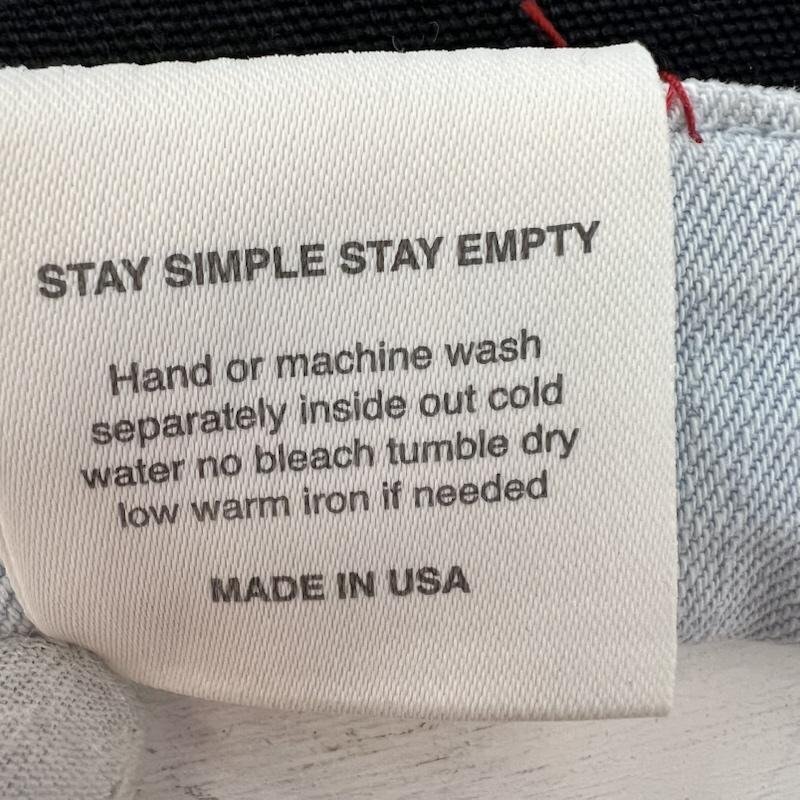 STAY SIMPLE STAY EMPTY
Hand or machine wash
separately inside out cold
water no bleach tumble dry
low warm iron if needed
MADE IN USA